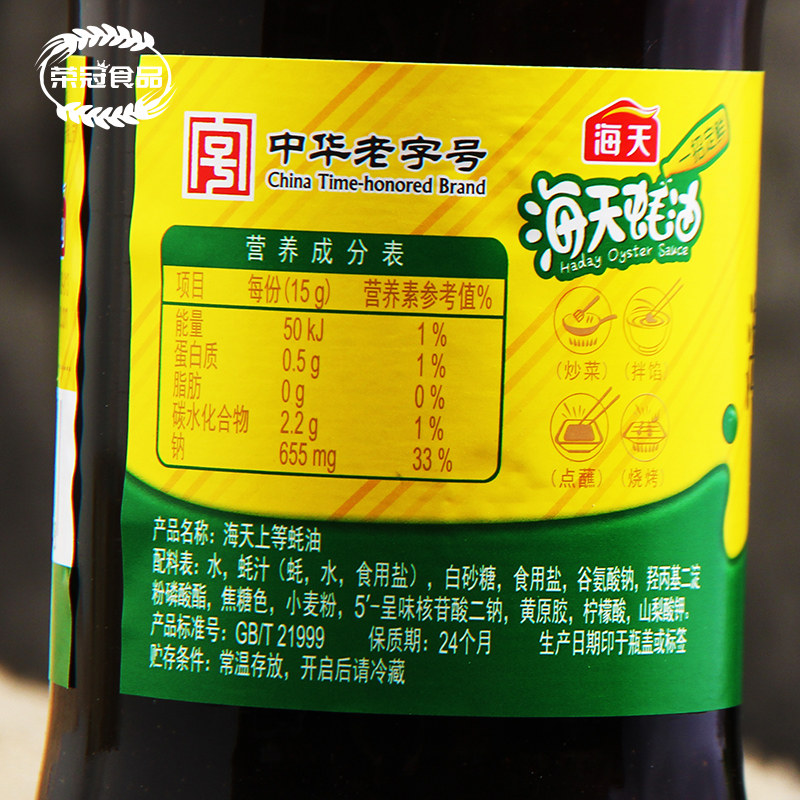 荣冠食品
中华老字号
China Time-honored Brand
海天
一招定鲜
海天蚝油
Haday Oyster Sauce
营养成分表
项目 每份(15 g) 营养素参考值%
能量 50 kJ 1 %
蛋白质 0.5 g 1 %
脂肪 0 g 0 %
碳水化合物 2.2 g 1 %
钠 655 mg 33 %
(炒菜) (拌馅)
(点蘸) (烧烤)
产品名称：海天上等蚝油
配料表：水，蚝汁（蚝，水，食用盐），白砂糖，食用盐，谷氨酸钠，羟丙基二淀
粉磷酸酯，焦糖色，小麦粉，5′-呈味核苷酸二钠，黄原胶，柠檬酸，山梨酸钾。
产品标准号：GB/T 21999 保质期：24个月 生产日期印于瓶盖或标签
贮存条件：常温存放，开启后请冷藏